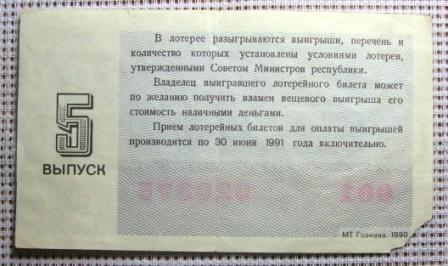 В лотерее разыгрываются выигрыши, перечень и
количество которых установлены условиями лотереи,
утвержденными Советом Министров республики.
Владелец выигравшего лотерейного билета может
по желанию получить взамен вещевого выигрыша его
стоимость наличными деньгами.
Прием лотерейных билетов для оплаты выигрышей
производится по 30 июня 1991 года включительно.
5
ВЫПУСК
МТ Гознака. 1990